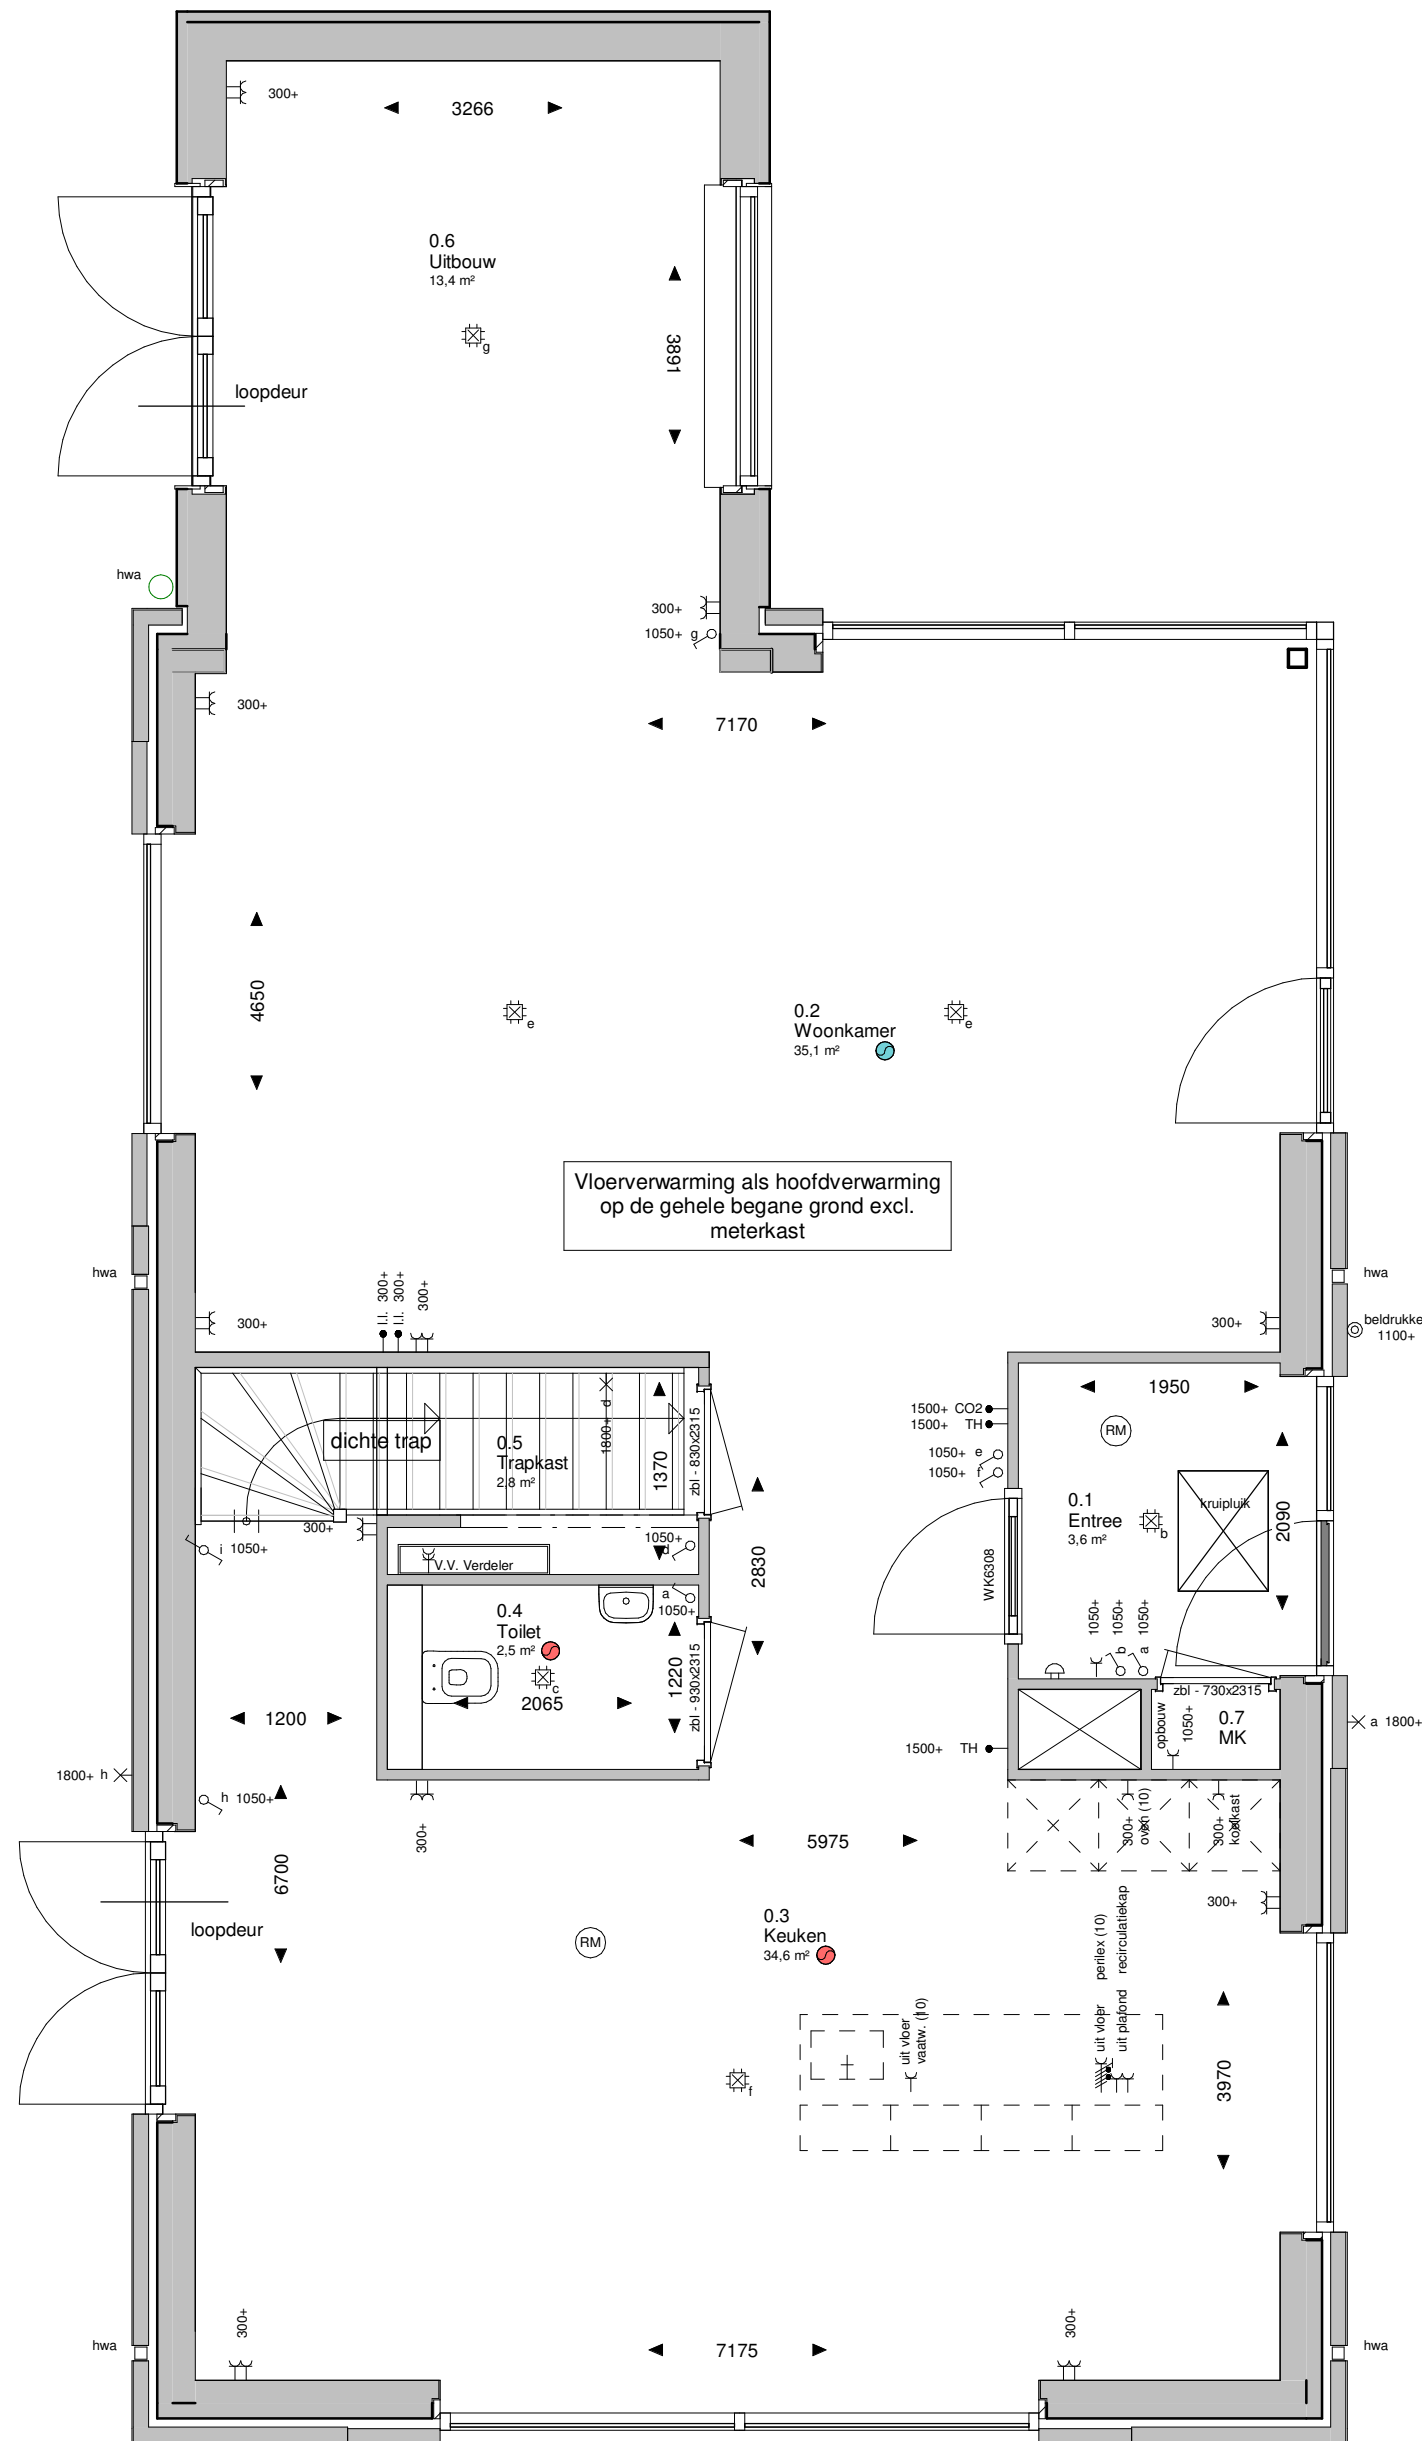 300+
3266
0.6
Uitbouw
13,4 m²
g
3891
loopdeur
hwa
300+
1050+ g
300+
7170
4650
e
0.2
Woonkamer
35,1 m²
e
Vloerverwarming als hoofdverwarming
op de gehele begane grond excl.
meterkast
hwa
hwa
300+
l.l. 300+
l.l. 300+
300+
300+
beldrukke
1100+
1950
1500+ CO2
1500+ TH
RM
1050+ e
1050+ f
dichte trap
0.5
Trapkast
2,8 m²
1800+ d
1370
zbl - 830x2315
0.1
Entree
3,6 m²
b
kruipluik
2090
300+
i 1050+
1050+
d
V.V. Verdeler
2830
WK6308
a
1050+
0.4
Toilet
2,5 m²
c
2065
1220
zbl - 930x2315
1050+
1050+ b
1050+ a
zbl - 730x2315
opbouw
1050+
0.7
MK
1200
a 1800+
1500+ TH
1800+ h
h 1050+
300+
5975
300+
oven (10)
300+
koelkast
6700
loopdeur
RM
0.3
Keuken
34,6 m²
300+
uit vloer perilex (10)
uit plafond recirculatiekap
uit vloer
vaatw. (10)
f
3970
300+
300+
hwa
7175
hwa